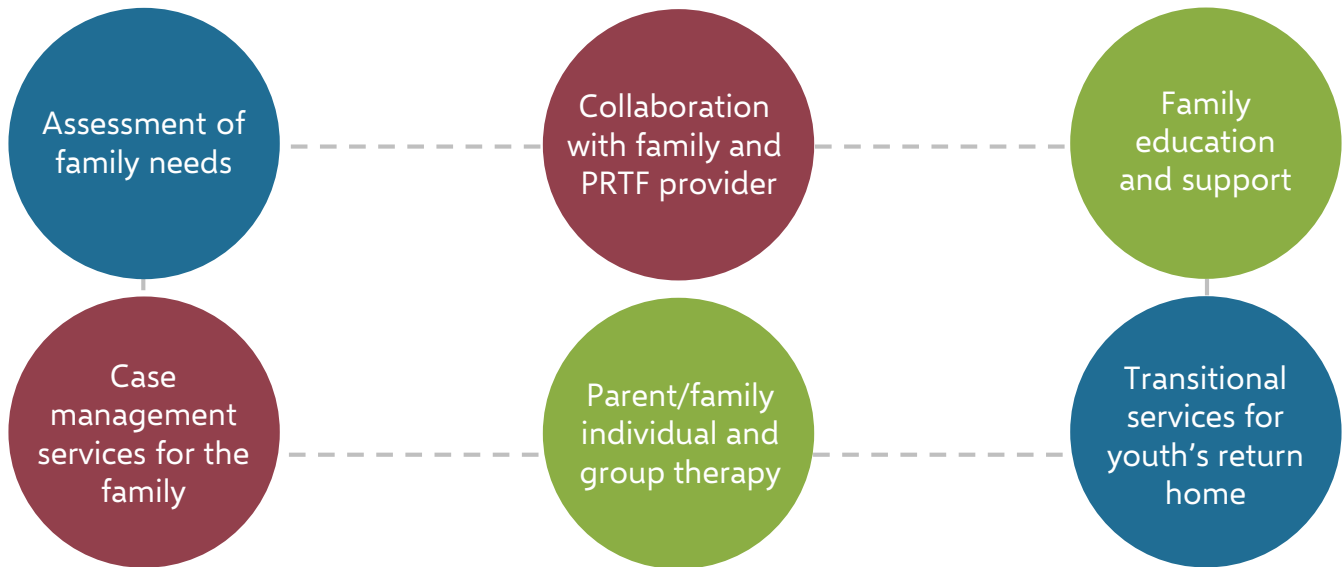 Assessment of
family needs
Collaboration
with family and
PRTF provider
Family
education
and support
Case
management
services for the
family
Parent/family
individual and
group therapy
Transitional
services for
youth’s return
home